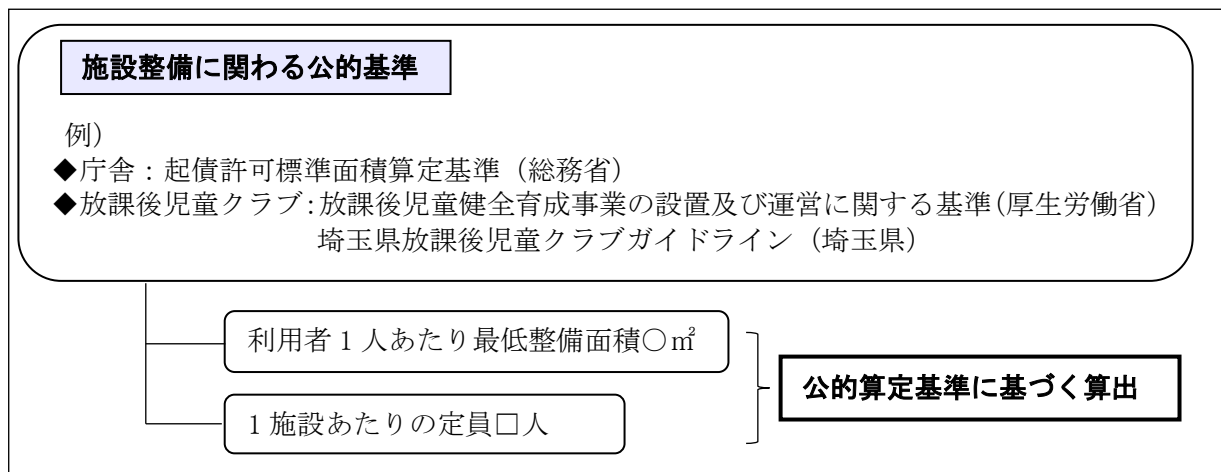 施設整備に関わる公的基準
例）
◆庁舎：起債許可標準面積算定基準（総務省）
◆放課後児童クラブ：放課後児童健全育成事業の設置及び運営に関する基準（厚生労働省）
埼玉県放課後児童クラブガイドライン（埼玉県）
利用者１人あたり最低整備面積○㎡
公的算定基準に基づく算出
１施設あたりの定員□人